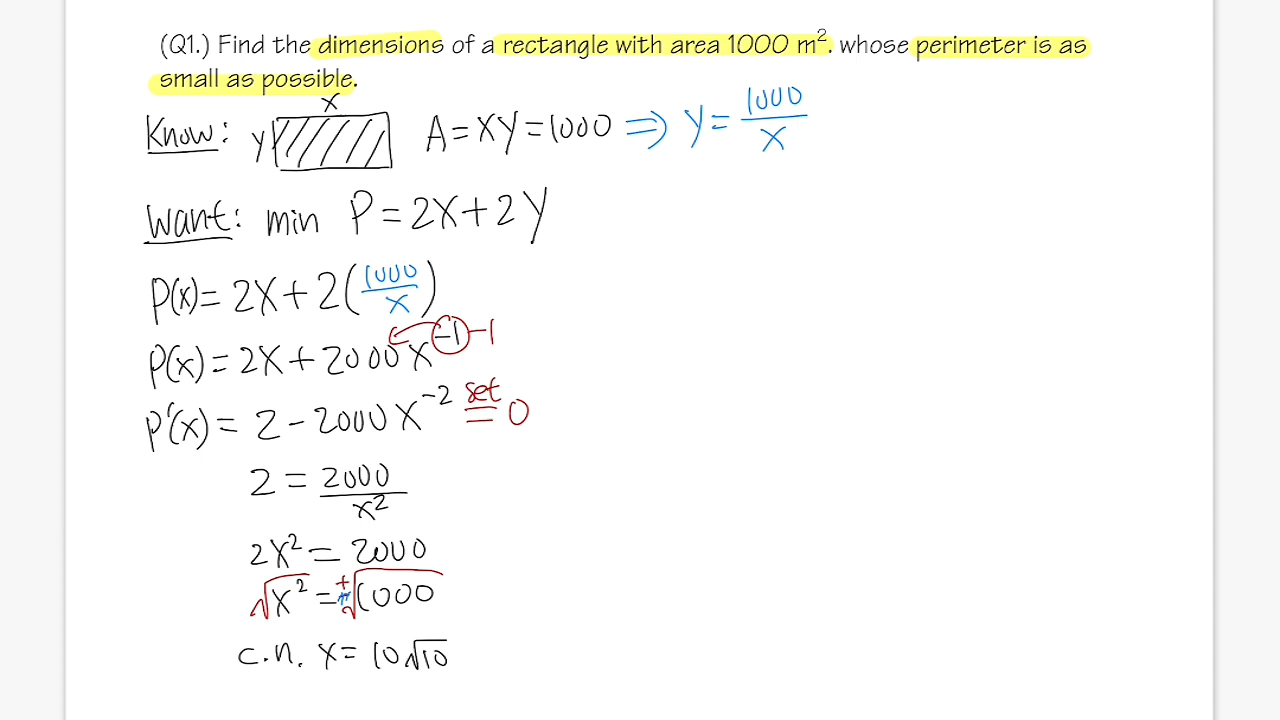 (Q1.) Find the dimensions of a rectangle with area 1000 m². whose perimeter is as
small as possible.
x
Know: y A = xy = 1000 ⟹ y = 1000/x
Want: min P = 2x + 2y
P(x) = 2x + 2(1000/x)
P(x) = 2x + 2000x⁻¹ -1
P'(x) = 2 - 2000x⁻² set = 0
2 = 2000/x²
2x² = 2000
√x² = ±√1000
c.n. x = 10√10